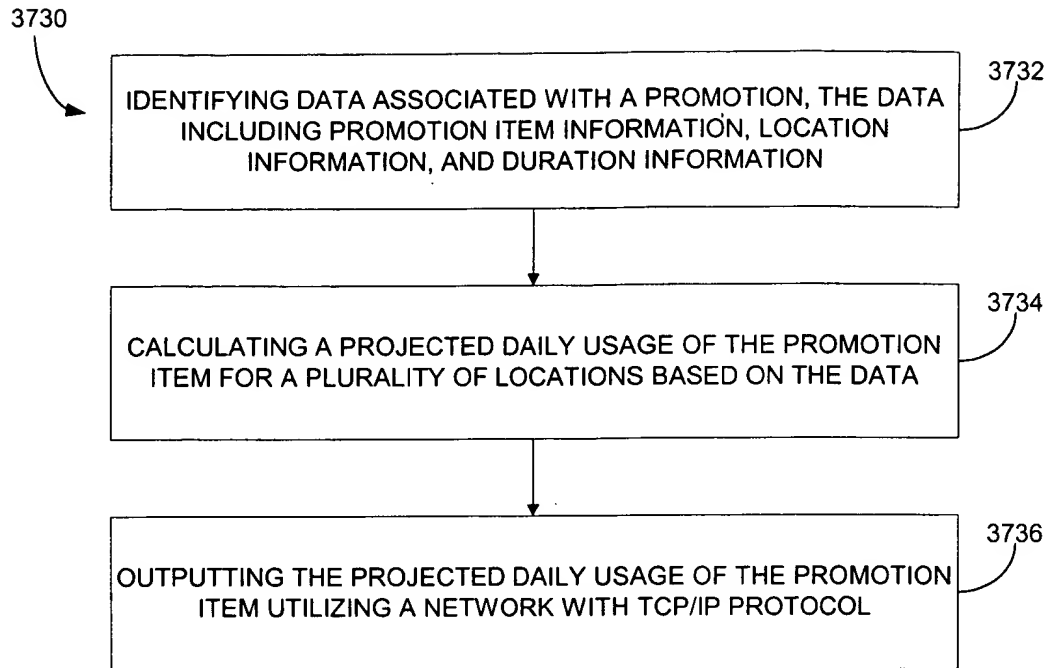 3730
3732
IDENTIFYING DATA ASSOCIATED WITH A PROMOTION, THE DATA
INCLUDING PROMOTION ITEM INFORMATION, LOCATION
INFORMATION, AND DURATION INFORMATION
3734
CALCULATING A PROJECTED DAILY USAGE OF THE PROMOTION
ITEM FOR A PLURALITY OF LOCATIONS BASED ON THE DATA
3736
OUTPUTTING THE PROJECTED DAILY USAGE OF THE PROMOTION
ITEM UTILIZING A NETWORK WITH TCP/IP PROTOCOL